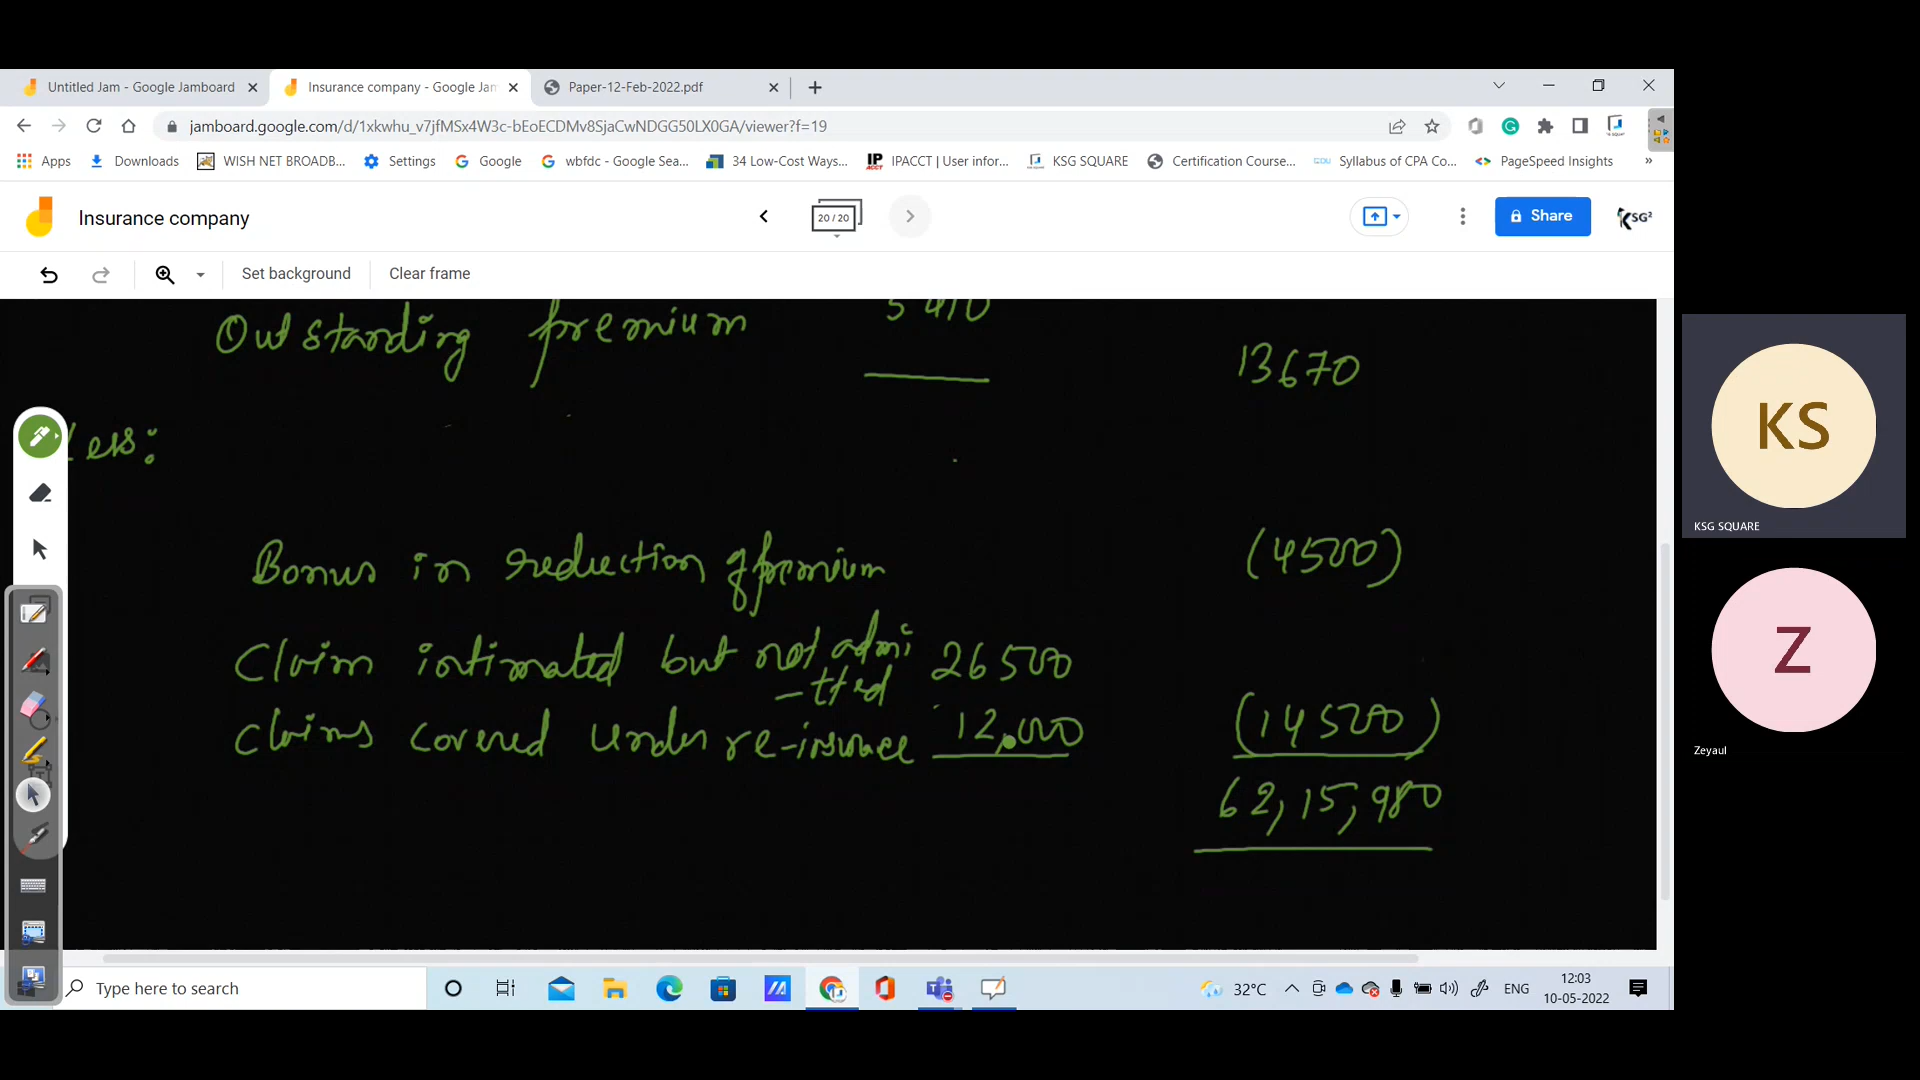 Untitled Jam - Google Jamboard
Insurance company - Google Jam
Paper-12-Feb-2022.pdf
jamboard.google.com/d/1xkwhu_v7jfMSx4W3c-bEoECDMv8SjaCwNDGG50LX0GA/viewer?f=19
Apps Downloads WISH NET BROADB... Settings Google wbfdc - Google Sea... 34 Low-Cost Ways... IPACCT | User infor... KSG SQUARE Certification Course... Syllabus of CPA Co... PageSpeed Insights »
Insurance company
20 / 20
Share
KSG²
Set background Clear frame
Outstanding premium 5410
13670
Less:
Bonus in reduction of premium (4500)
Claim intimated but not admi 26500
-tted
Claims covered under re-insurance 12,000 (14500)
62,15,980
KS
KSG SQUARE
Z
Zeyaul
Type here to search
32°C
ENG
12:03
10-05-2022